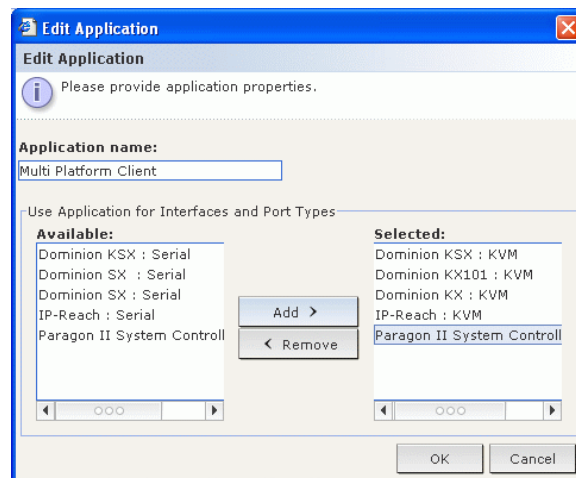 Edit Application
Edit Application
Please provide application properties.
Application name:
Multi Platform Client
Use Application for Interfaces and Port Types
Available:
Dominion KSX : Serial
Dominion SX : Serial
Dominion SX : Serial
IP-Reach : Serial
Paragon II System Controll
Add >
< Remove
Selected:
Dominion KSX : KVM
Dominion KX101 : KVM
Dominion KX : KVM
IP-Reach : KVM
Paragon II System Controll
OK
Cancel